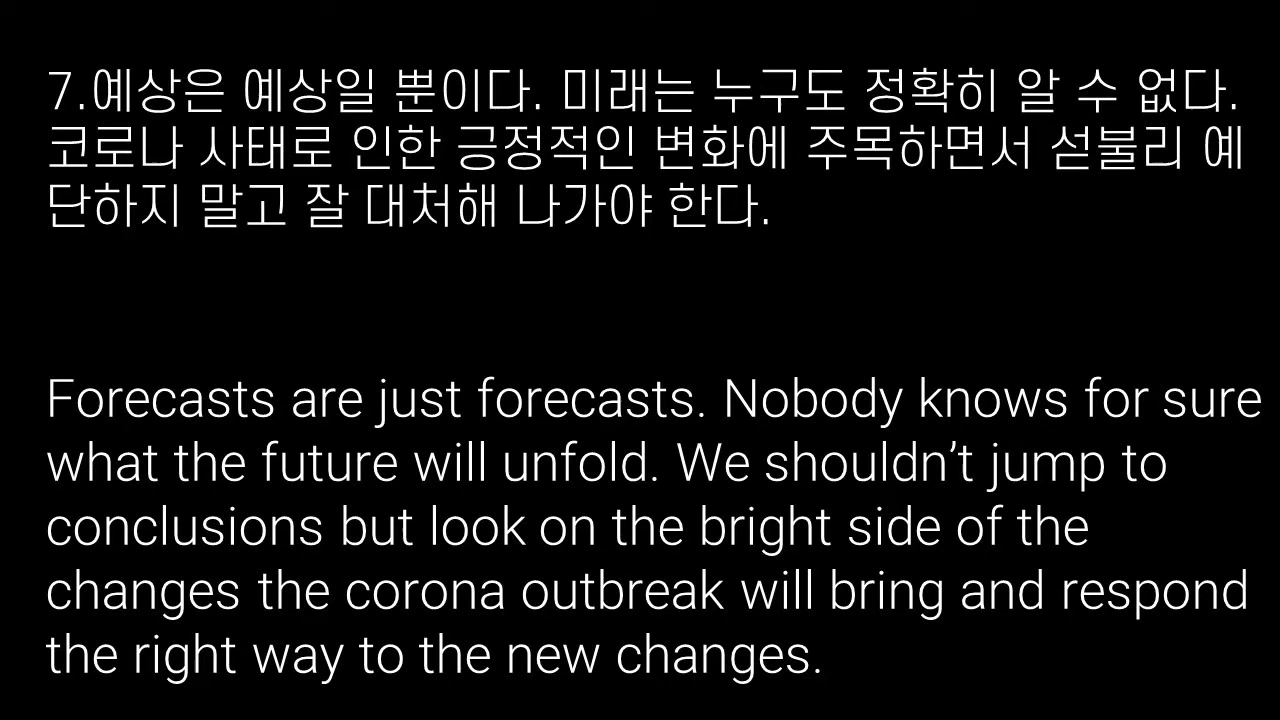 7.예상은 예상일 뿐이다. 미래는 누구도 정확히 알 수 없다.
코로나 사태로 인한 긍정적인 변화에 주목하면서 섣불리 예
단하지 말고 잘 대처해 나가야 한다.
Forecasts are just forecasts. Nobody knows for sure
what the future will unfold. We shouldn’t jump to
conclusions but look on the bright side of the
changes the corona outbreak will bring and respond
the right way to the new changes.